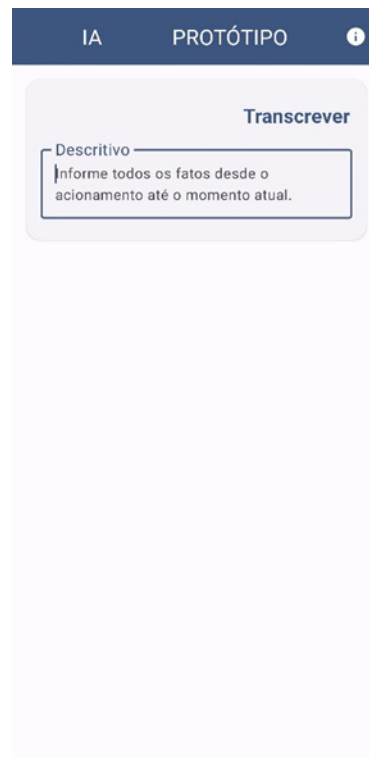 IA PROTÓTIPO
Transcrever
Descritivo
Informe todos os fatos desde o
acionamento até o momento atual.